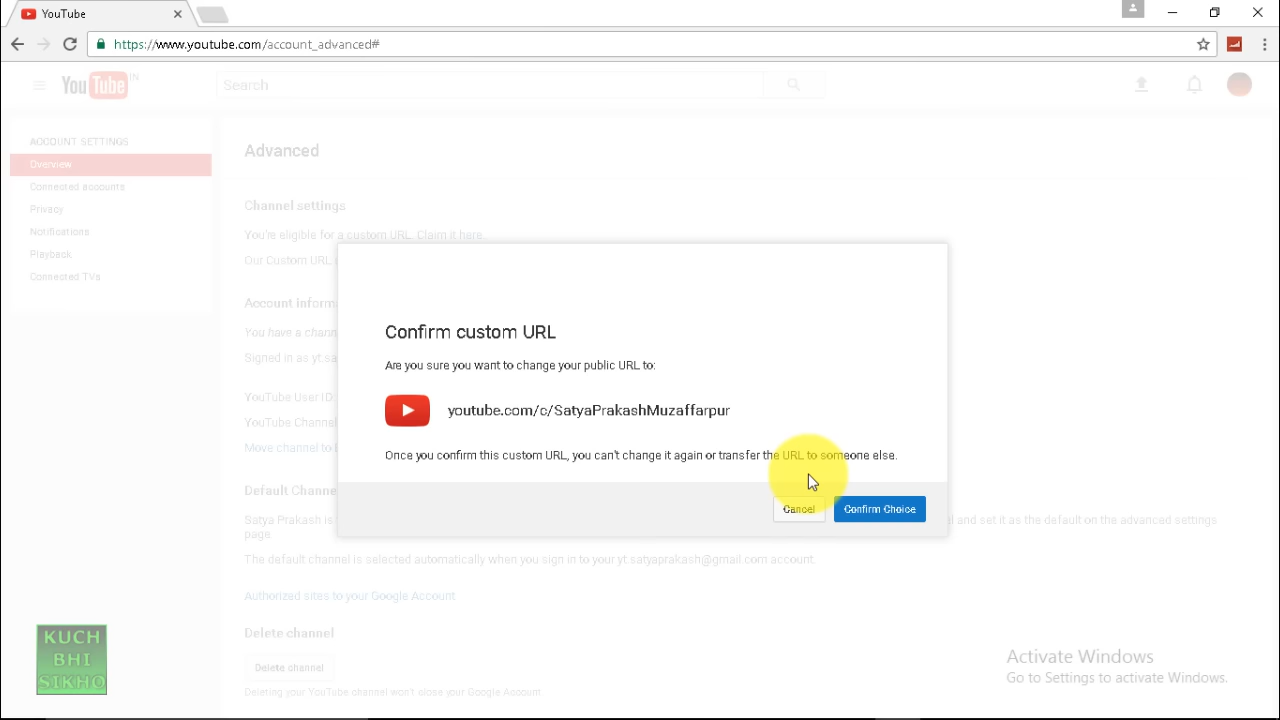 YouTube
https://www.youtube.com/account_advanced#
YouTube IN
Search
ACCOUNT SETTINGS
Overview
Connected accounts
Privacy
Notifications
Playback
Connected TVs
Advanced
Channel settings
You're eligible for a custom URL. Claim it here.
Our Custom URL
Account inform
You have a chann
Signed in as yt.sa
YouTube User ID:
YouTube Channel
Move channel to
Default Channe
Satya Prakash is
l and set it as the default on the advanced settings
page.
The default channel is selected automatically when you sign in to your yt.satyaprakash@gmail.com account.
Authorized sites to your Google Account
Delete channel
Delete channel
Deleting your YouTube channel won't close your Google Account.
Confirm custom URL
Are you sure you want to change your public URL to:
youtube.com/c/SatyaPrakashMuzaffarpur
Once you confirm this custom URL, you can't change it again or transfer the URL to someone else.
Cancel
Confirm Choice
KUCH
BHI
SIKHO
Activate Windows
Go to Settings to activate Windows.